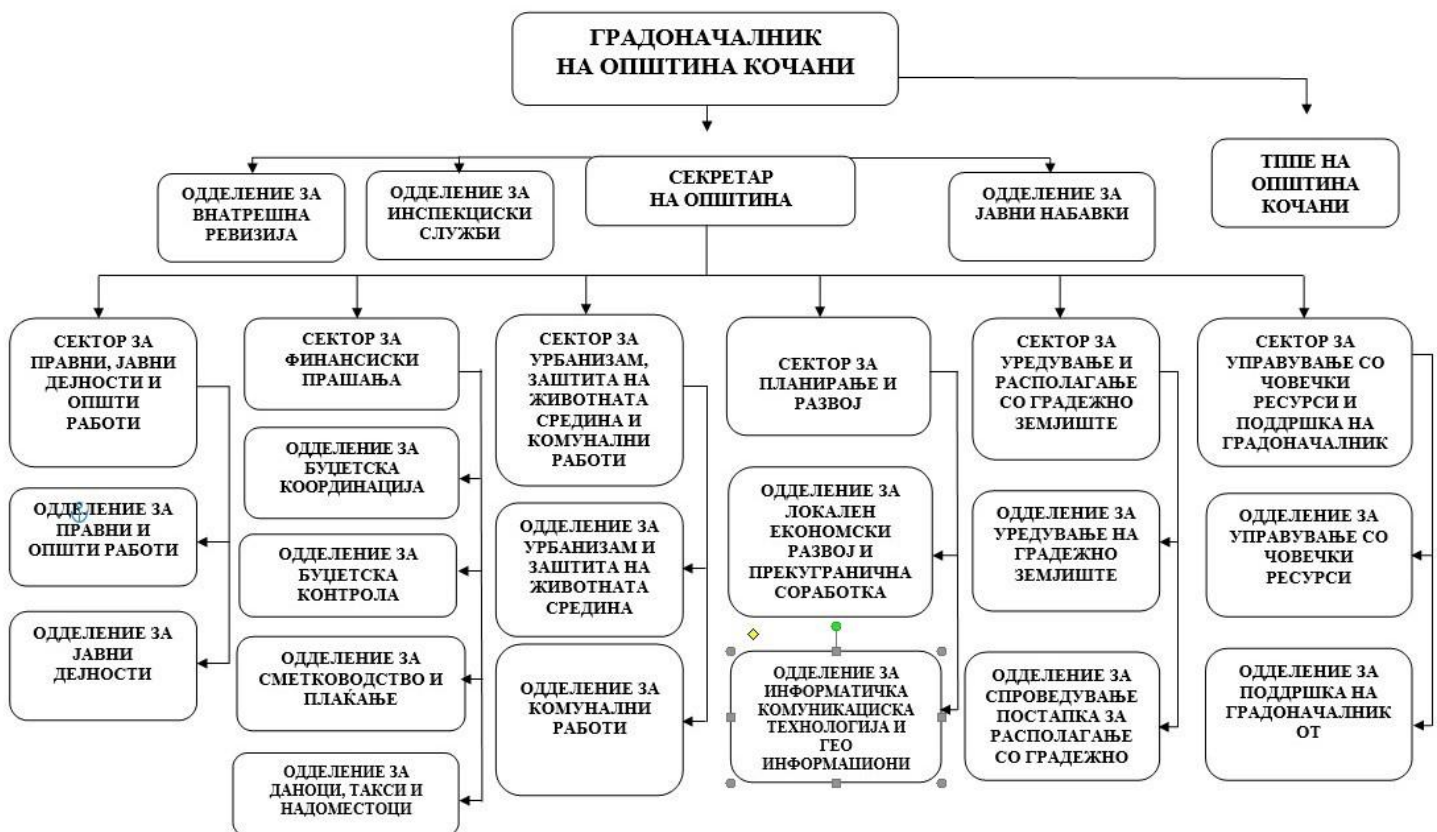 ГРАДОНАЧАЛНИК
НА ОПШТИНА КОЧАНИ
ТППЕ НА
ОПШТИНА
КОЧАНИ
ОДДЕЛЕНИЕ ЗА
ВНАТРЕШНА
РЕВИЗИЈА
ОДДЕЛЕНИЕ ЗА
ИНСПЕКЦИСКИ
СЛУЖБИ
СЕКРЕТАР
НА ОПШТИНА
ОДДЕЛЕНИЕ ЗА
ЈАВНИ НАБАВКИ
СЕКТОР ЗА
ПРАВНИ, ЈАВНИ
ДЕЈНОСТИ И
ОПШТИ
РАБОТИ
ОДДЕЛЕНИЕ ЗА
ПРАВНИ И
ОПШТИ РАБОТИ
ОДДЕЛЕНИЕ ЗА
ЈАВНИ
ДЕЈНОСТИ
СЕКТОР ЗА
ФИНАНСИСКИ
ПРАШАЊА
ОДДЕЛЕНИЕ ЗА
БУЏЕТСКА
КООРДИНАЦИЈА
ОДДЕЛЕНИЕ ЗА
БУЏЕТСКА
КОНТРОЛА
ОДДЕЛЕНИЕ ЗА
СМЕТКОВОДСТВО И
ПЛАЌАЊЕ
ОДДЕЛЕНИЕ ЗА
ДАНОЦИ, ТАКСИ И
НАДОМЕСТОЦИ
СЕКТОР ЗА
УРБАНИЗАМ,
ЗАШТИТА НА
ЖИВОТНАТА
СРЕДИНА И
КОМУНАЛНИ
РАБОТИ
ОДДЕЛЕНИЕ ЗА
УРБАНИЗАМ И
ЗАШТИТА НА
ЖИВОТНАТА
СРЕДИНА
ОДДЕЛЕНИЕ ЗА
КОМУНАЛНИ
РАБОТИ
СЕКТОР ЗА
ПЛАНИРАЊЕ И
РАЗВОЈ
ОДДЕЛЕНИЕ ЗА
ЛОКАЛЕН
ЕКОНОМСКИ
РАЗВОЈ И
ПРЕКУГРАНИЧНА
СОРАБОТКА
ОДДЕЛЕНИЕ ЗА
ИНФОРМАТИЧКА
КОМУНИКАЦИСКА
ТЕХНОЛОГИЈА И
ГЕО
ИНФОРМАЦИОНИ
СЕКТОР ЗА
УРЕДУВАЊЕ И
РАСПОЛАГАЊЕ
СО ГРАДЕЖНО
ЗЕМЈИШТЕ
ОДДЕЛЕНИЕ ЗА
УРЕДУВАЊЕ НА
ГРАДЕЖНО
ЗЕМЈИШТЕ
ОДДЕЛЕНИЕ ЗА
СПРОВЕДУВАЊЕ
ПОСТАПКА ЗА
РАСПОЛАГАЊЕ
СО ГРАДЕЖНО
СЕКТОР ЗА
УПРАВУВАЊЕ СО
ЧОВЕЧКИ
РЕСУРСИ И
ПОДДРШКА НА
ГРАДОНАЧАЛНИК
ОДДЕЛЕНИЕ ЗА
УПРАВУВАЊЕ СО
ЧОВЕЧКИ
РЕСУРСИ
ОДДЕЛЕНИЕ ЗА
ПОДДРШКА НА
ГРАДОНАЧАЛНИК
ОТ